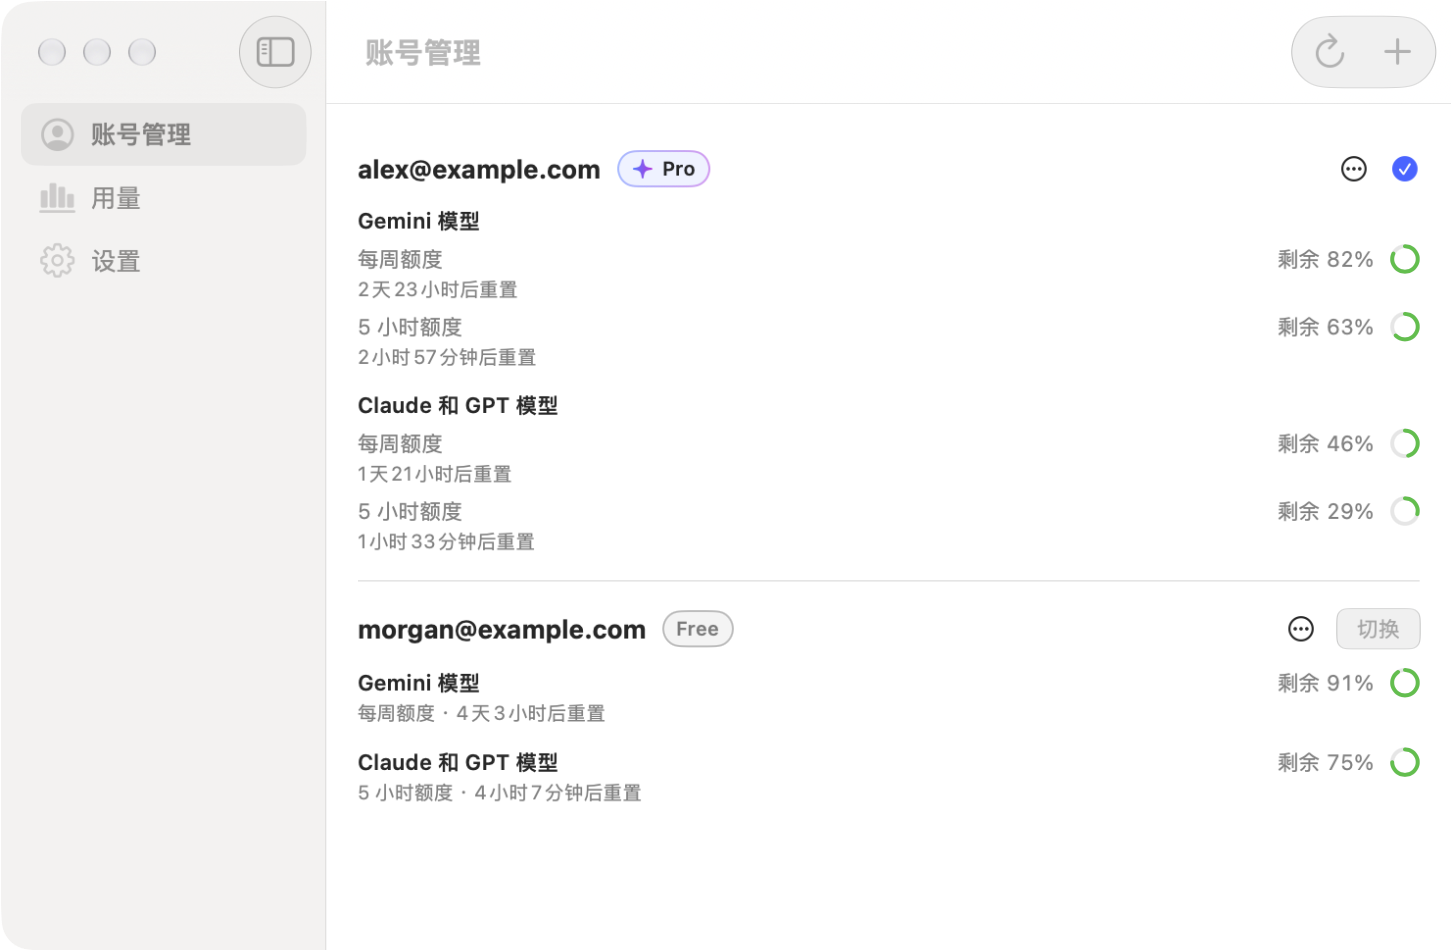 账号管理
账号管理
用量
设置
alex@example.com Pro
Gemini 模型
每周额度 剩余 82%
2天23小时后重置
5 小时额度 剩余 63%
2小时57分钟后重置
Claude 和 GPT 模型
每周额度 剩余 46%
1天21小时后重置
5 小时额度 剩余 29%
1小时33分钟后重置
morgan@example.com Free 切换
Gemini 模型 剩余 91%
每周额度 · 4天3小时后重置
Claude 和 GPT 模型 剩余 75%
5 小时额度 · 4小时7分钟后重置